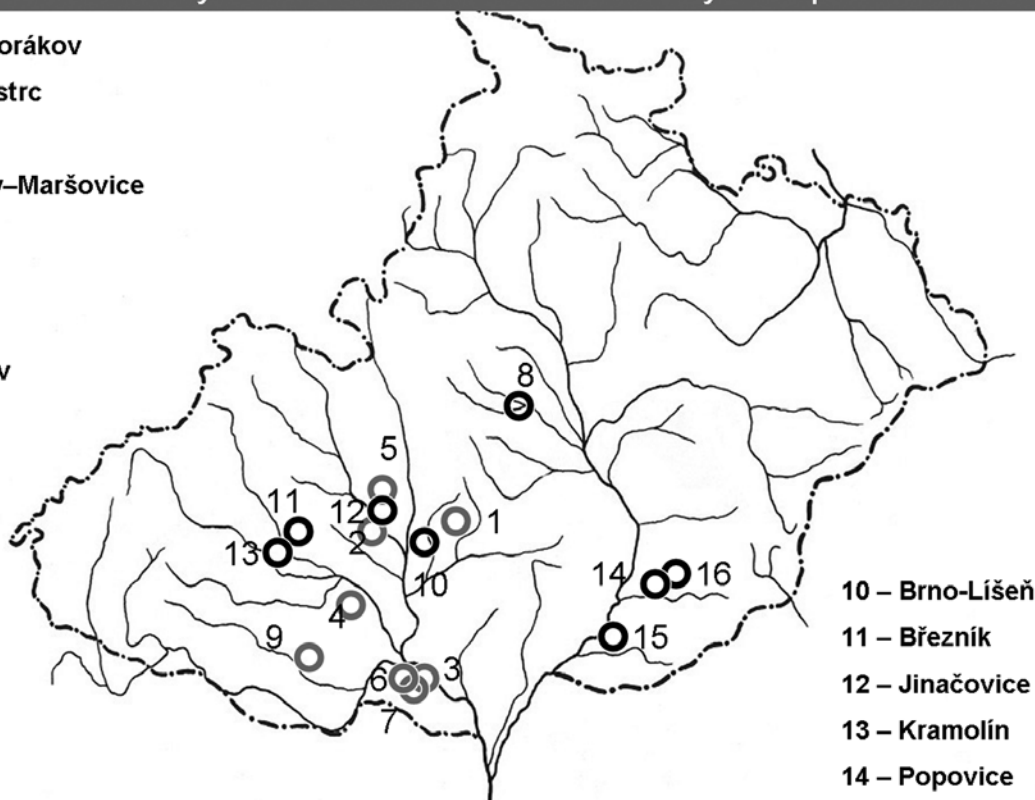 orákov
strc
–Maršovice
v
8
5
11
12
1
2
13
10
14
16
4
9
15
3
6
7
10 – Brno-Líšeň
11 – Březník
12 – Jinačovice
13 – Kramolín
14 – Popovice